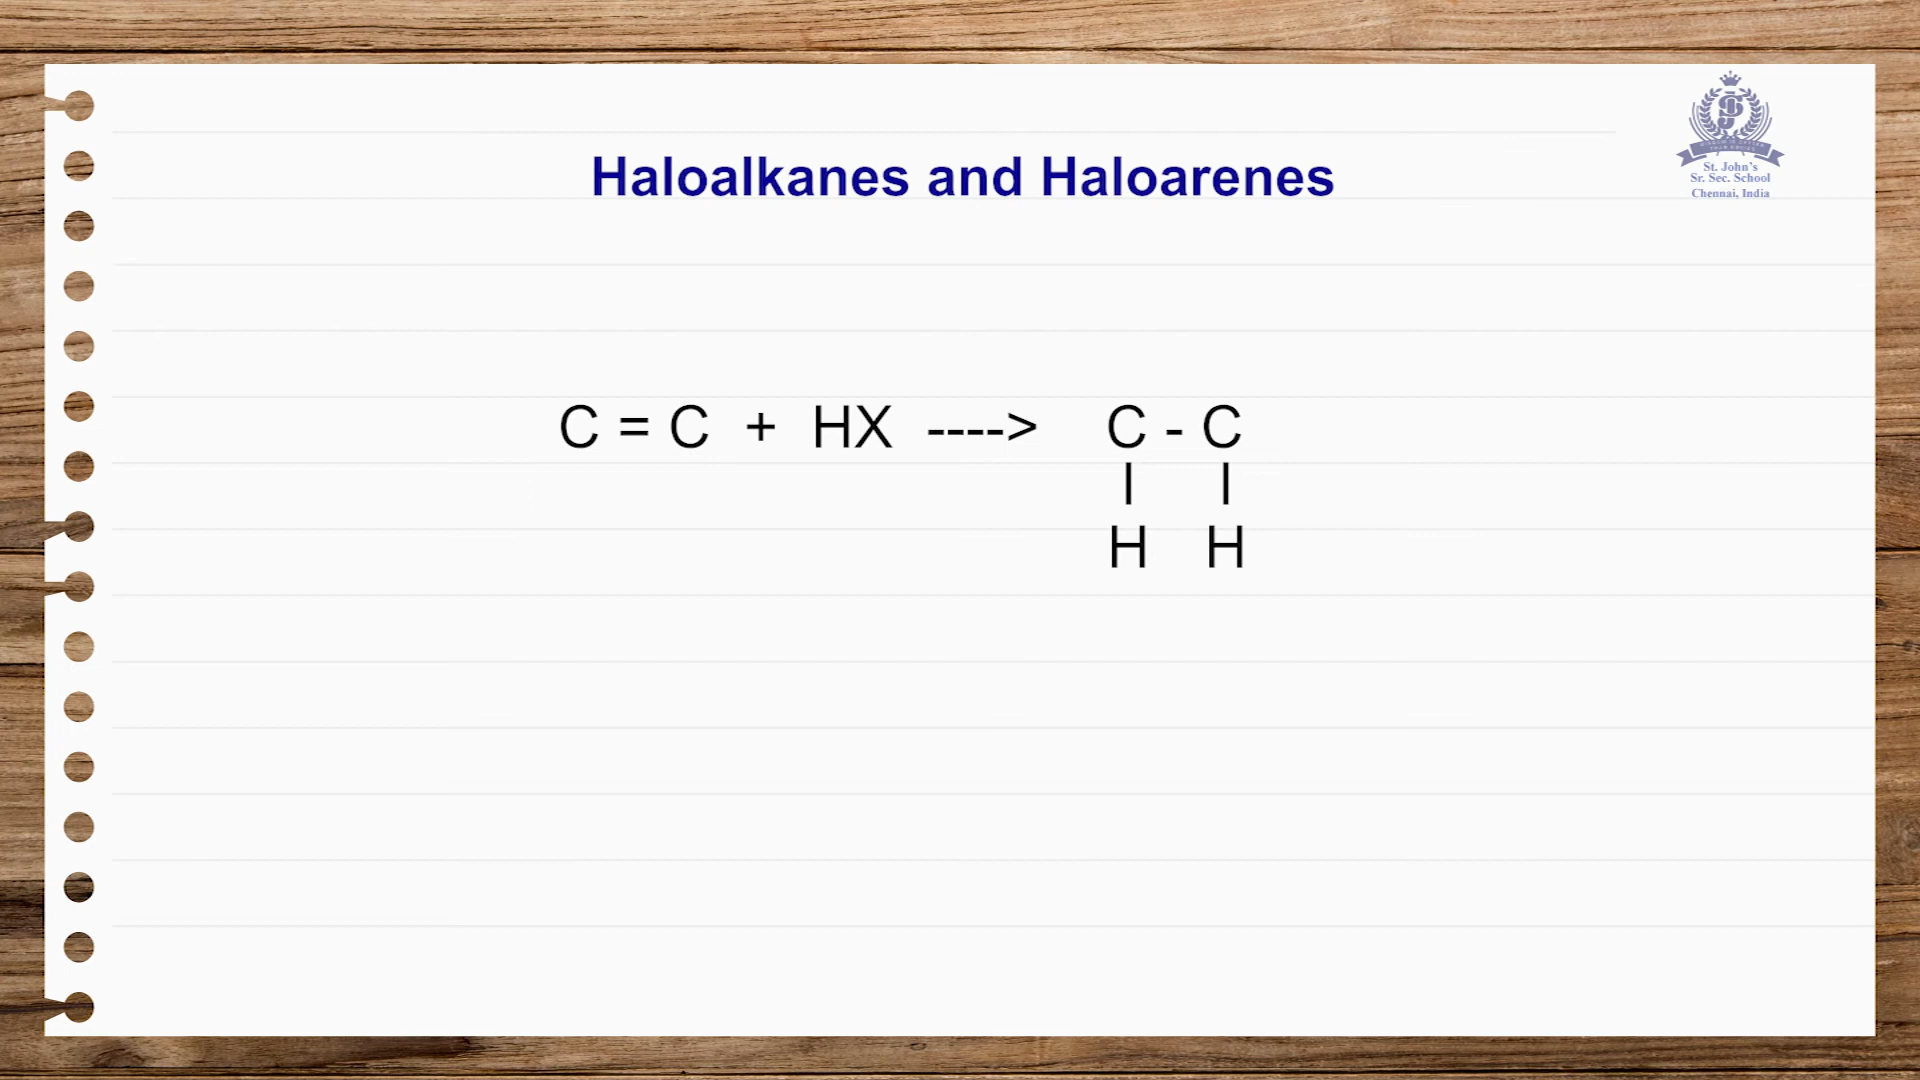 St. John's
Sr. Sec. School
Chennai, India
Haloalkanes and Haloarenes
C = C + HX ----> C - C
I I
H H